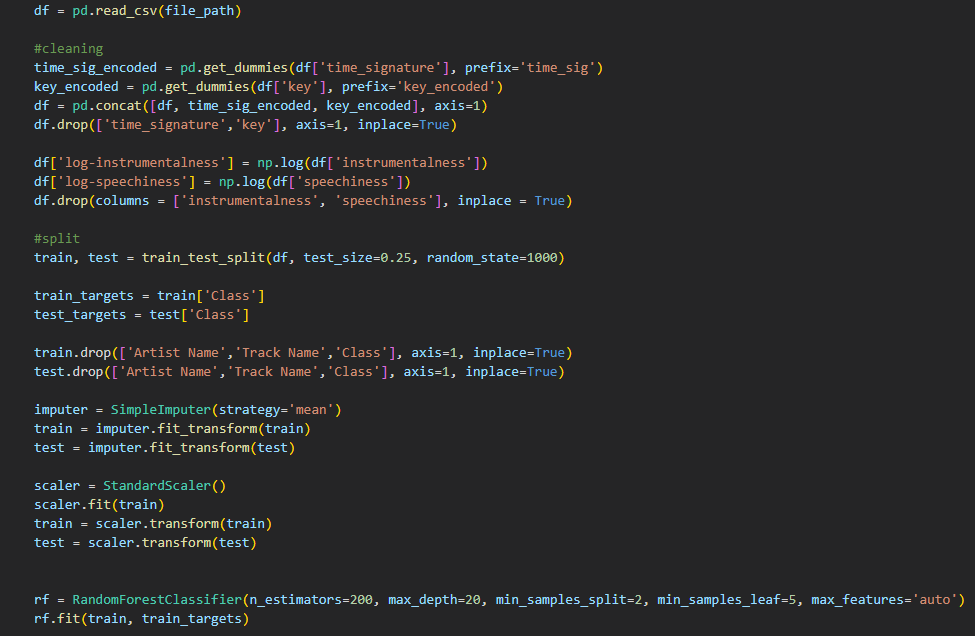 df = pd.read_csv(file_path)
#cleaning
time_sig_encoded = pd.get_dummies(df['time_signature'], prefix='time_sig')
key_encoded = pd.get_dummies(df['key'], prefix='key_encoded')
df = pd.concat([df, time_sig_encoded, key_encoded], axis=1)
df.drop(['time_signature','key'], axis=1, inplace=True)
df['log-instrumentalness'] = np.log(df['instrumentalness'])
df['log-speechiness'] = np.log(df['speechiness'])
df.drop(columns = ['instrumentalness', 'speechiness'], inplace = True)
#split
train, test = train_test_split(df, test_size=0.25, random_state=1000)
train_targets = train['Class']
test_targets = test['Class']
train.drop(['Artist Name','Track Name','Class'], axis=1, inplace=True)
test.drop(['Artist Name','Track Name','Class'], axis=1, inplace=True)
imputer = SimpleImputer(strategy='mean')
train = imputer.fit_transform(train)
test = imputer.fit_transform(test)
scaler = StandardScaler()
scaler.fit(train)
train = scaler.transform(train)
test = scaler.transform(test)
rf = RandomForestClassifier(n_estimators=200, max_depth=20, min_samples_split=2, min_samples_leaf=5, max_features='auto')
rf.fit(train, train_targets)